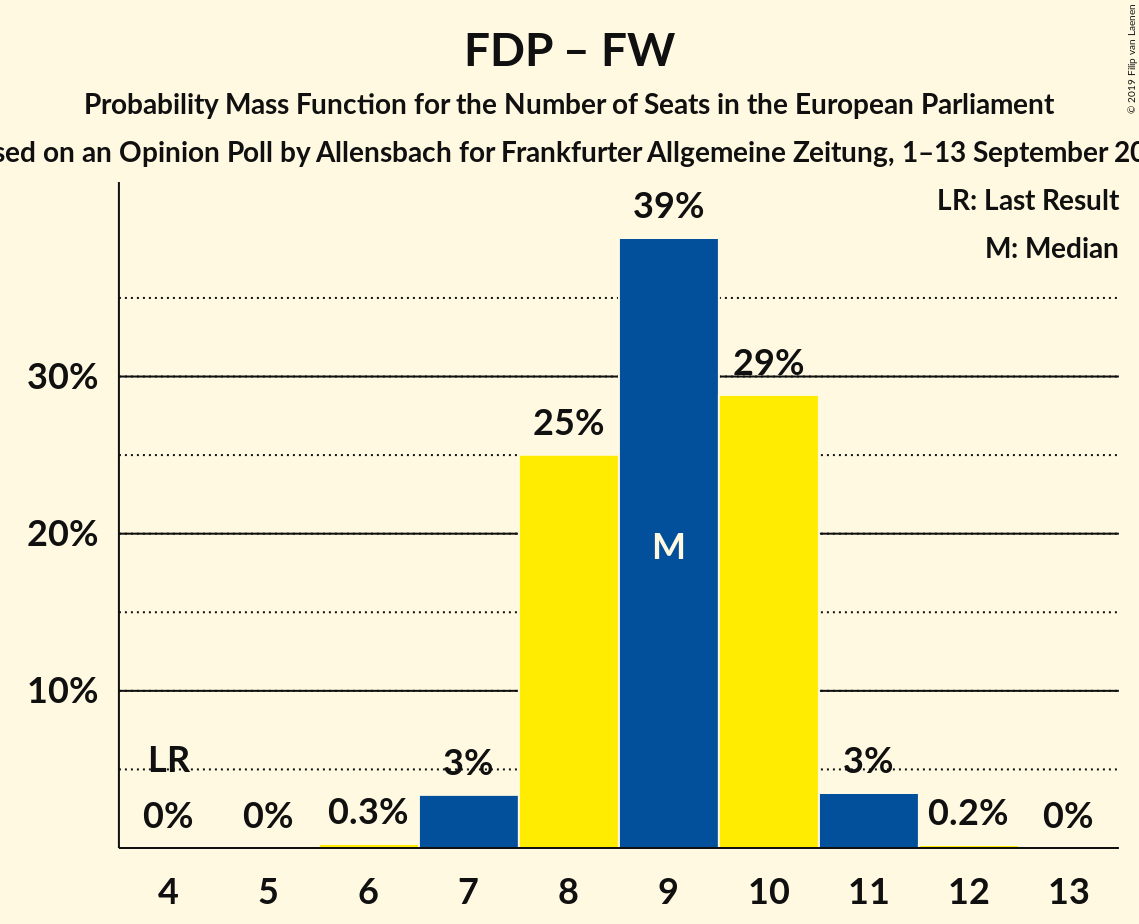 FDP – FW
Probability Mass Function for the Number of Seats in the European Parliament
on an Opinion Poll by Allensbach for Frankfurter Allgemeine Zeitung, 1–13 September
© 2019 Filip van Laenen
LR: Last Result
M: Median
39%
29%
30%
25%
M
20%
10%
LR
3%
3%
0%
0%
0.3%
0.2%
0%
4 5 6 7 8 9 10 11 12 13